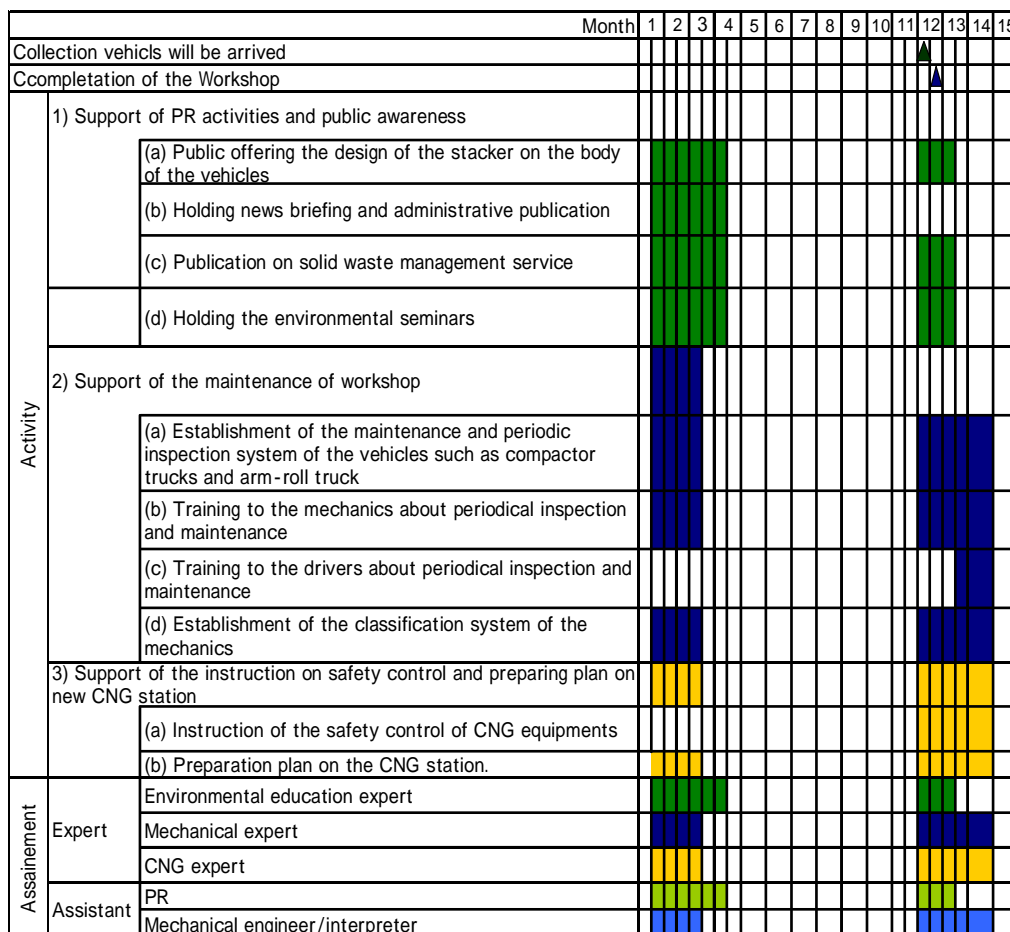 Month 1 2 3 4 5 6 7 8 9 10 11 12 13 14 15
Collection vehicls will be arrived
Ccompletation of the Workshop
Activity
1) Support of PR activities and public awareness
(a) Public offering the design of the stacker on the body
of the vehicles
(b) Holding news briefing and administrative publication
(c) Publication on solid waste management service
(d) Holding the environmental seminars
2) Support of the maintenance of workshop
(a) Establishment of the maintenance and periodic
inspection system of the vehicles such as compactor
trucks and arm-roll truck
(b) Training to the mechanics about periodical inspection
and maintenance
(c) Training to the drivers about periodical inspection and
maintenance
(d) Establishment of the classification system of the
mechanics
3) Support of the instruction on safety control and preparing plan on
new CNG station
(a) Instruction of the safety control of CNG equipments
(b) Preparation plan on the CNG station.
Assainement
Expert
Environmental education expert
Mechanical expert
CNG expert
Assistant
PR
Mechanical engineer/interpreter